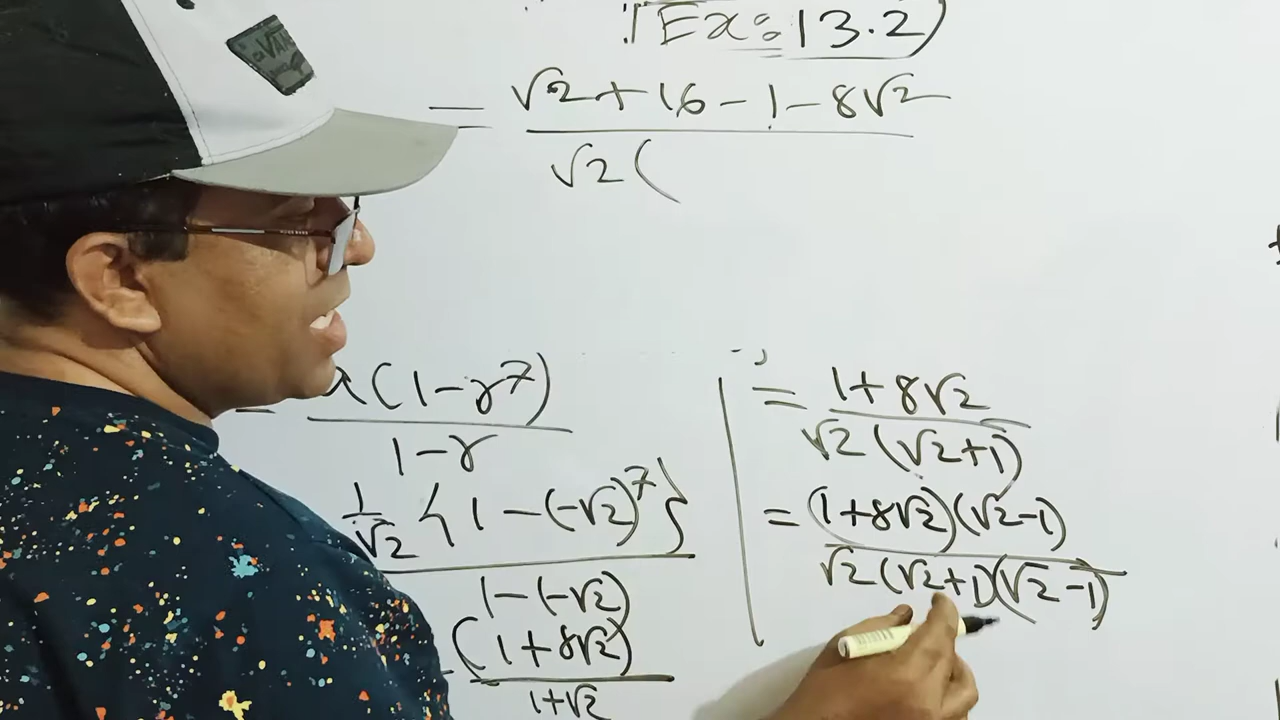 Ex: 13.2)
= √2 + 16 - 1 - 8√2
√2 (
= a(1-r^7)
1-r
1/√2 {1-(-√2)^7}
1-(-√2)
(1+8√2)
1+√2
= 1+8√2
√2 (√2+1)
= (1+8√2)(√2-1)
√2 (√2+1)(√2-1)